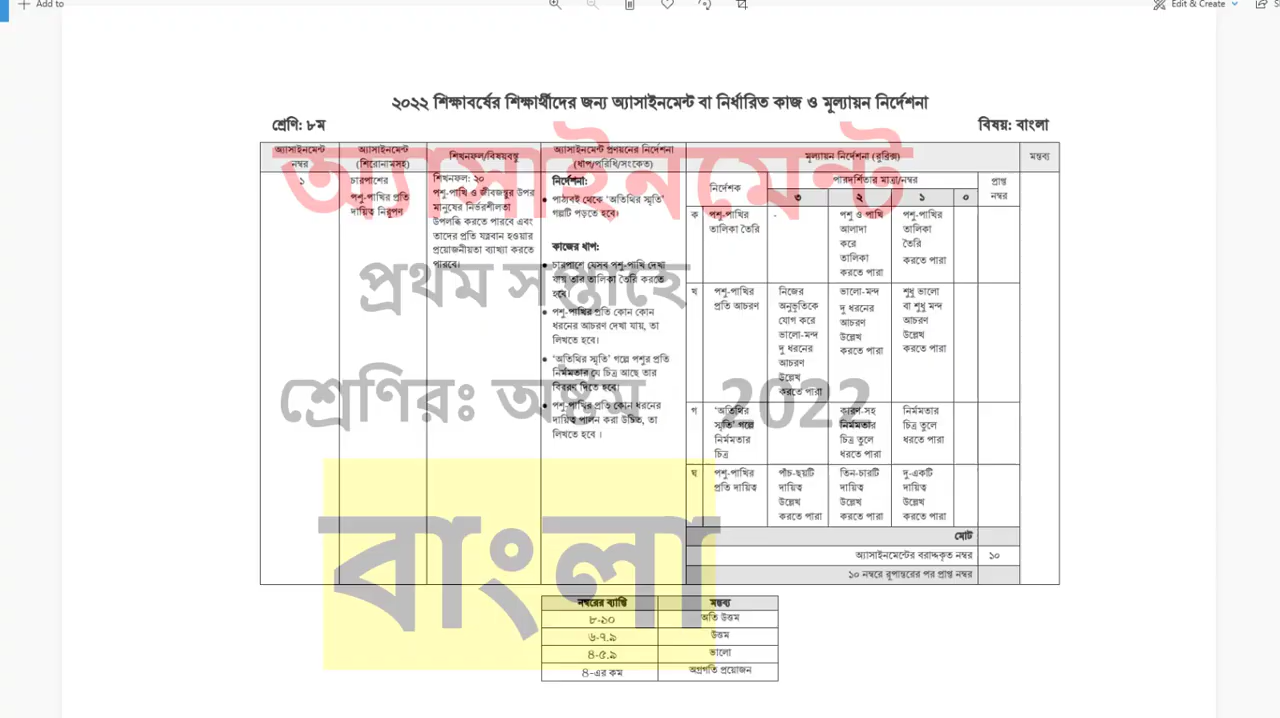 Add to
Edit & Create
২০২২ শিক্ষাবর্ষের শিক্ষার্থীদের জন্য অ্যাসাইনমেন্ট বা নির্ধারিত কাজ ও মূল্যায়ন নির্দেশনা
শ্রেণি: ৮ম
বিষয়: বাংলা
অ্যাসাইনমেন্ট
নম্বর
অ্যাসাইনমেন্ট
(শিরোনামসহ)
শিখনফল/বিষয়বস্তু
অ্যাসাইনমেন্ট প্রণয়নের নির্দেশনা
(ধাপ/পরিধি/সংকেত)
মূল্যায়ন নির্দেশনা (রুব্রিক্স)
মন্তব্য
১
চারপাশের
পশু-পাখির প্রতি
দায়িত্ব নিরূপণ
শিখনফল: ২০
পশু-পাখি ও জীবজন্তুর উপর
মানুষের নির্ভরশীলতা
উপলব্ধি করতে পারবে এবং
তাদের প্রতি যত্নবান হওয়ার
প্রয়োজনীয়তা ব্যাখ্যা করতে
পারবে।
নির্দেশনা:
● পাঠ্যবই থেকে ‘অতিথির স্মৃতি’
গল্পটি পড়তে হবে।
কাজের ধাপ:
● চারপাশে যেসব পশু-পাখি দেখা
যায় তার তালিকা তৈরি করতে
হবে।
● পশু-পাখির প্রতি কোন কোন
ধরনের আচরণ দেখা যায়, তা
লিখতে হবে।
● ‘অতিথির স্মৃতি’ গল্পে পশুর প্রতি
নির্মমতার যে চিত্র আছে তার
বিবরণ দিতে হবে।
● পশু-পাখির প্রতি কোন ধরনের
দায়িত্ব পালন করা উচিত, তা
লিখতে হবে ।
নির্দেশক
পারদর্শিতার মাত্রা/নম্বর
প্রাপ্ত
নম্বর
৩
২
১
০
ক
পশু-পাখির
তালিকা তৈরি
-
পশু ও পাখি
আলাদা
করে
তালিকা
করতে পারা
পশু-পাখির
তালিকা
তৈরি
করতে পারা
খ
পশু-পাখির
প্রতি আচরণ
নিজের
অনুভূতিকে
যোগ করে
ভালো-মন্দ
দু ধরনের
আচরণ
উল্লেখ
করতে পারা
ভালো-মন্দ
দু ধরনের
আচরণ
উল্লেখ
করতে পারা
শুধু ভালো
বা শুধু মন্দ
আচরণ
উল্লেখ
করতে পারা
গ
‘অতিথির
স্মৃতি’ গল্পে
নির্মমতার
চিত্র
কারণ-সহ
নির্মমতার
চিত্র তুলে
ধরতে পারা
নির্মমতার
চিত্র তুলে
ধরতে পারা
ঘ
পশু-পাখির
প্রতি দায়িত্ব
পাঁচ-ছয়টি
দায়িত্ব
উল্লেখ
করতে পারা
তিন-চারটি
দায়িত্ব
উল্লেখ
করতে পারা
দু-একটি
দায়িত্ব
উল্লেখ
করতে পারা
মোট
অ্যাসাইনমেন্টের বরাদ্দকৃত নম্বর ১০
১০ নম্বরে রূপান্তরের পর প্রাপ্ত নম্বর
নম্বরের ব্যাপ্তি মন্তব্য
৮-১০ অতি উত্তম
৬-৭.৯ উত্তম
৪-৫.৯ ভালো
৪-এর কম অগ্রগতি প্রয়োজন
অ্যাসাইনমেন্ট
প্রথম সপ্তাহে
শ্রেণিরঃ অষ্টম 2022
বাংলা